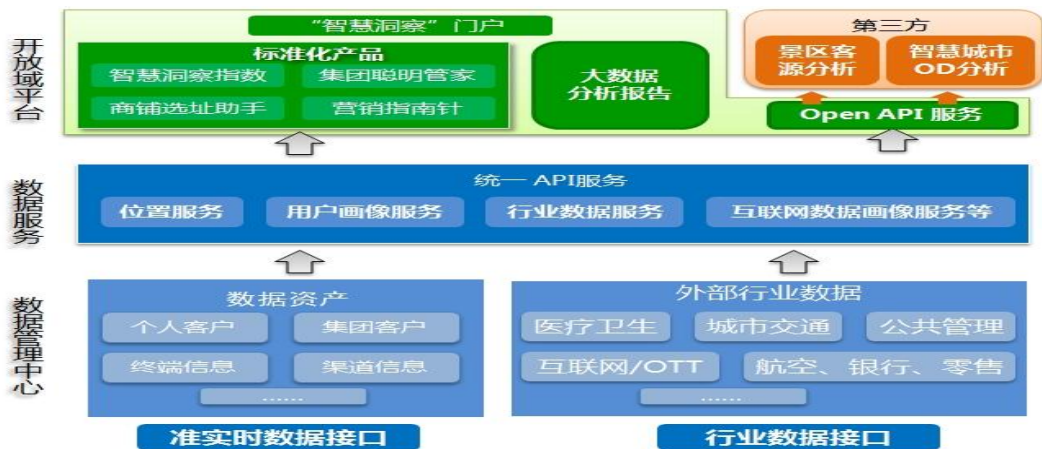 开放域平台
“智慧洞察”门户
标准化产品
智慧洞察指数
集团聪明管家
商铺选址助手
营销指南针
大数据
分析报告
第三方
景区客
源分析
智慧城市
OD分析
Open API 服务
数据服务
统一 API服务
位置服务
用户画像服务
行业数据服务
互联网数据画像服务等
数据管理中心
数据资产
个人客户
集团客户
终端信息
渠道信息
......
外部行业数据
医疗卫生
城市交通
公共管理
互联网/OTT
航空、银行、零售
......
准实时数据接口
行业数据接口